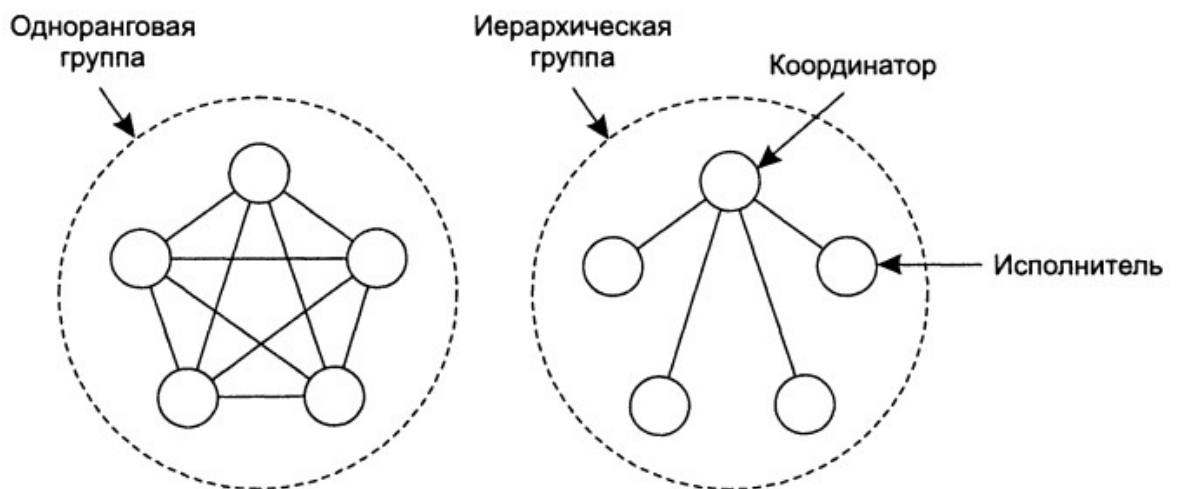 Одноранговая
группа
Иерархическая
группа
Координатор
Исполнитель